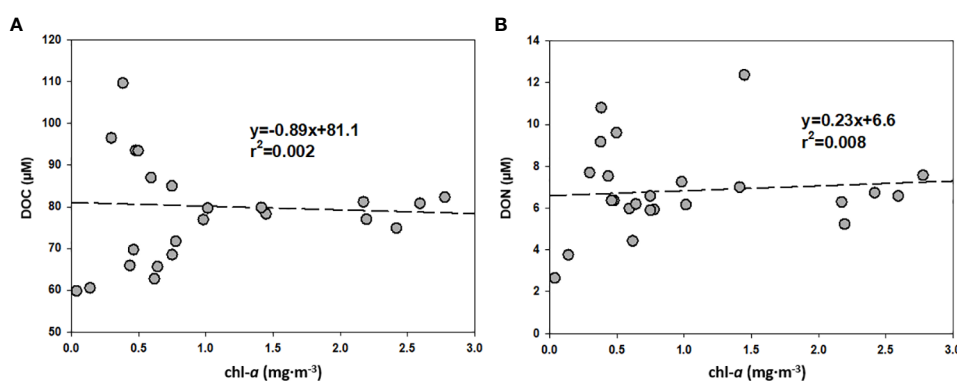 A
DOC (µM)
120
110
100
90
80
70
60
50
y=-0.89x+81.1
r²=0.002
0.0 0.5 1.0 1.5 2.0 2.5 3.0
chl-a (mg·m⁻³)
B
DON (µM)
14
12
10
8
6
4
2
0
y=0.23x+6.6
r²=0.008
0.0 0.5 1.0 1.5 2.0 2.5 3.0
chl-a (mg·m⁻³)